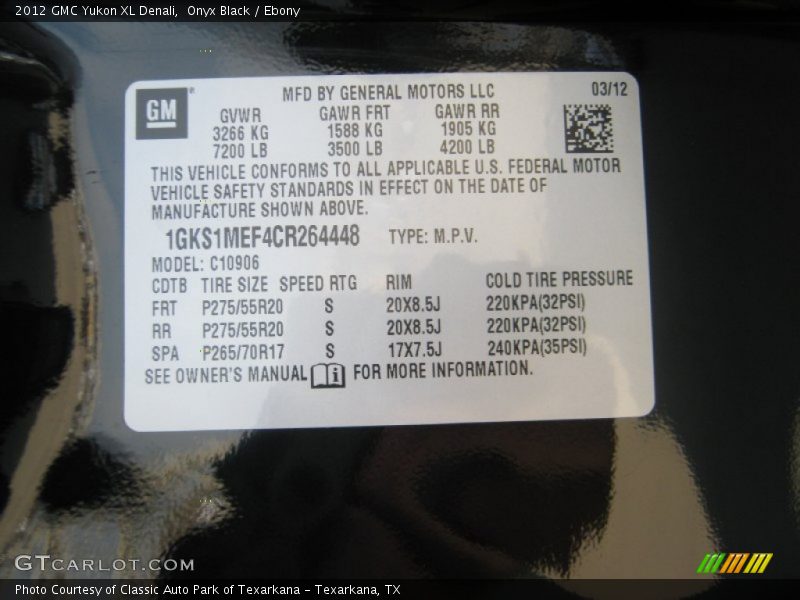 2012 GMC Yukon XL Denali, Onyx Black / Ebony
GM
MFD BY GENERAL MOTORS LLC 03/12
GVWR GAWR FRT GAWR RR
3266 KG 1588 KG 1905 KG
7200 LB 3500 LB 4200 LB
THIS VEHICLE CONFORMS TO ALL APPLICABLE U.S. FEDERAL MOTOR
VEHICLE SAFETY STANDARDS IN EFFECT ON THE DATE OF
MANUFACTURE SHOWN ABOVE.
1GKS1MEF4CR264448 TYPE: M.P.V.
MODEL: C10906
CDTB TIRE SIZE SPEED RTG RIM COLD TIRE PRESSURE
FRT P275/55R20 S 20X8.5J 220KPA(32PSI)
RR P275/55R20 S 20X8.5J 220KPA(32PSI)
SPA P265/70R17 S 17X7.5J 240KPA(35PSI)
SEE OWNER'S MANUAL i FOR MORE INFORMATION.
GTCARLOT.COM
Photo Courtesy of Classic Auto Park of Texarkana - Texarkana, TX